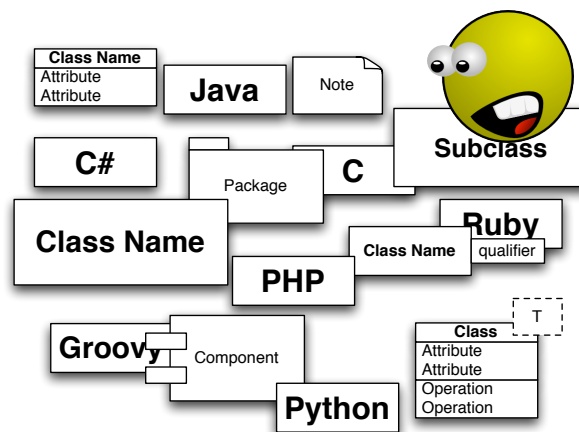 Class Name
Attribute
Attribute
Java
Note
Subclass
C#
Package
C
Class Name
Ruby
Class Name
qualifier
PHP
Groovy
Component
T
Class
Attribute
Attribute
Operation
Operation
Python